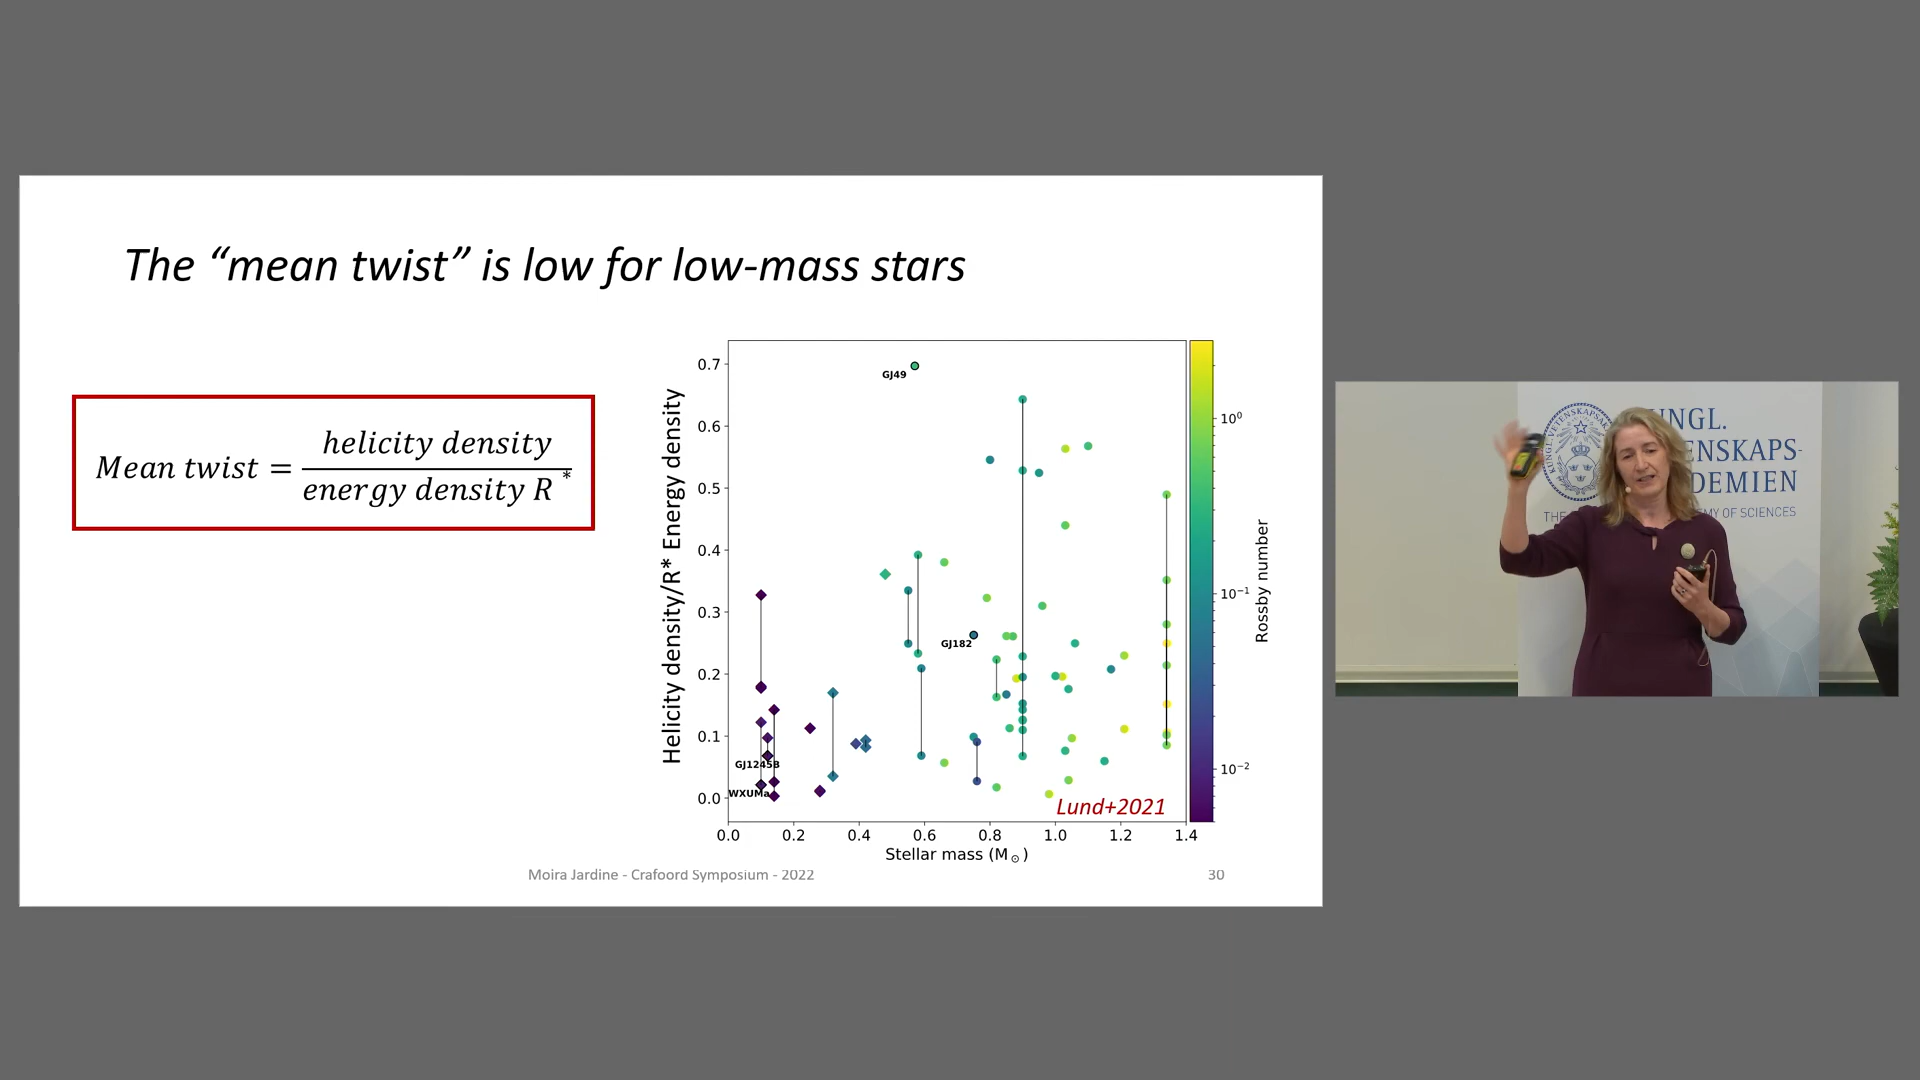 The “mean twist” is low for low-mass stars
Mean twist = helicity density / energy density R *
Helicity density/R* Energy density
0.7
0.6
0.5
0.4
0.3
0.2
0.1
0.0
GJ49
GJ182
GJ1245B
WXUMa
Lund+2021
0.0 0.2 0.4 0.6 0.8 1.0 1.2 1.4
Stellar mass (M⊙)
10⁰
10⁻¹
10⁻²
Rossby number
Moira Jardine - Crafoord Symposium - 2022
30
KUNGL. VETENSKAPS
NGL.
ENSKAPS-
DEMIEN
THE
MY OF SCIENCES